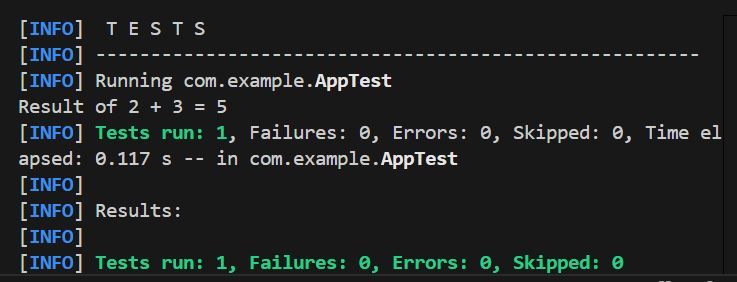 [INFO]  T E S T S
[INFO] -------------------------------------------------------
[INFO] Running com.example.AppTest
Result of 2 + 3 = 5
[INFO] Tests run: 1, Failures: 0, Errors: 0, Skipped: 0, Time el
apsed: 0.117 s -- in com.example.AppTest
[INFO]
[INFO] Results:
[INFO]
[INFO] Tests run: 1, Failures: 0, Errors: 0, Skipped: 0